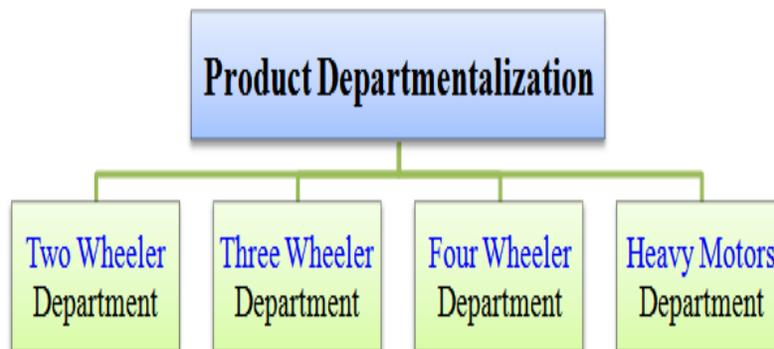 Product Departmentalization
Two Wheeler
Department
Three Wheeler
Department
Four Wheeler
Department
Heavy Motors
Department